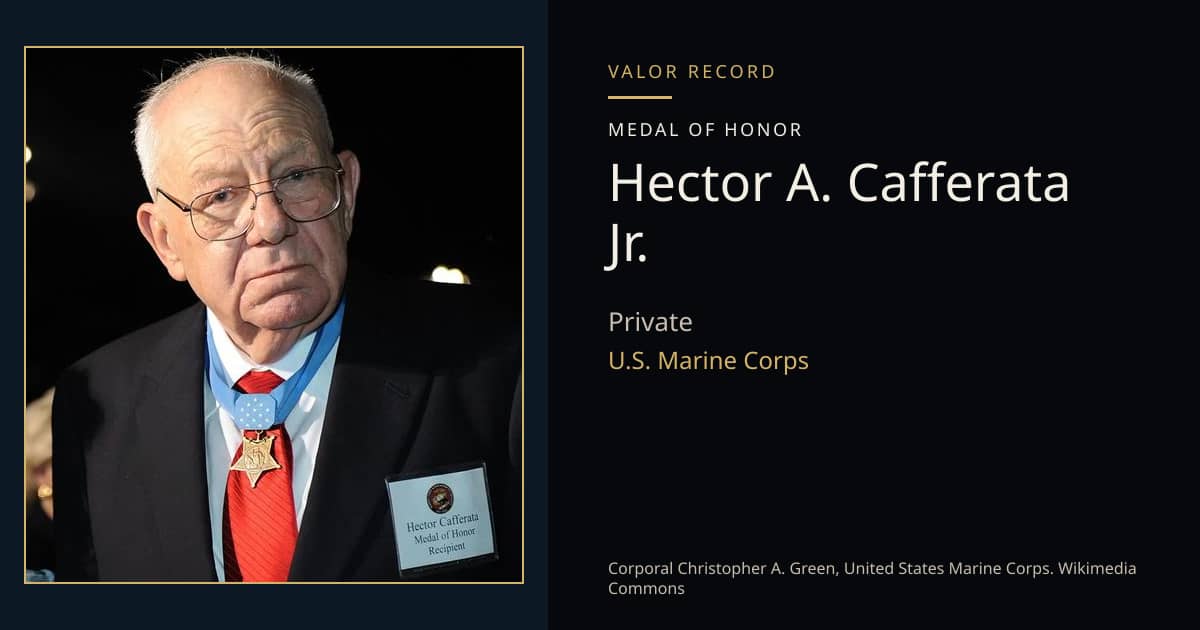 VALOR RECORD
MEDAL OF HONOR
Hector A. Cafferata
Jr.
Private
U.S. Marine Corps
Hector Cafferata
Medal of Honor
Recipient
Corporal Christopher A. Green, United States Marine Corps. Wikimedia
Commons